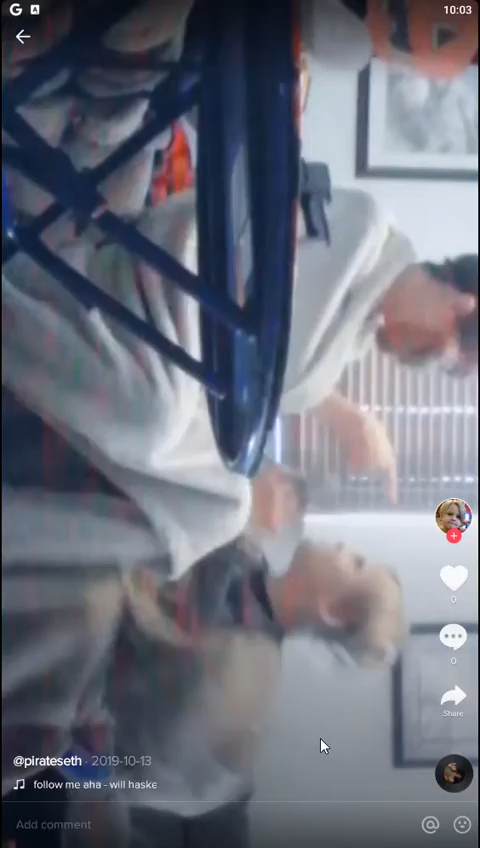 10:03
0
0
Share
@pirateseth · 2019-10-13
follow me aha - will haske
Add comment